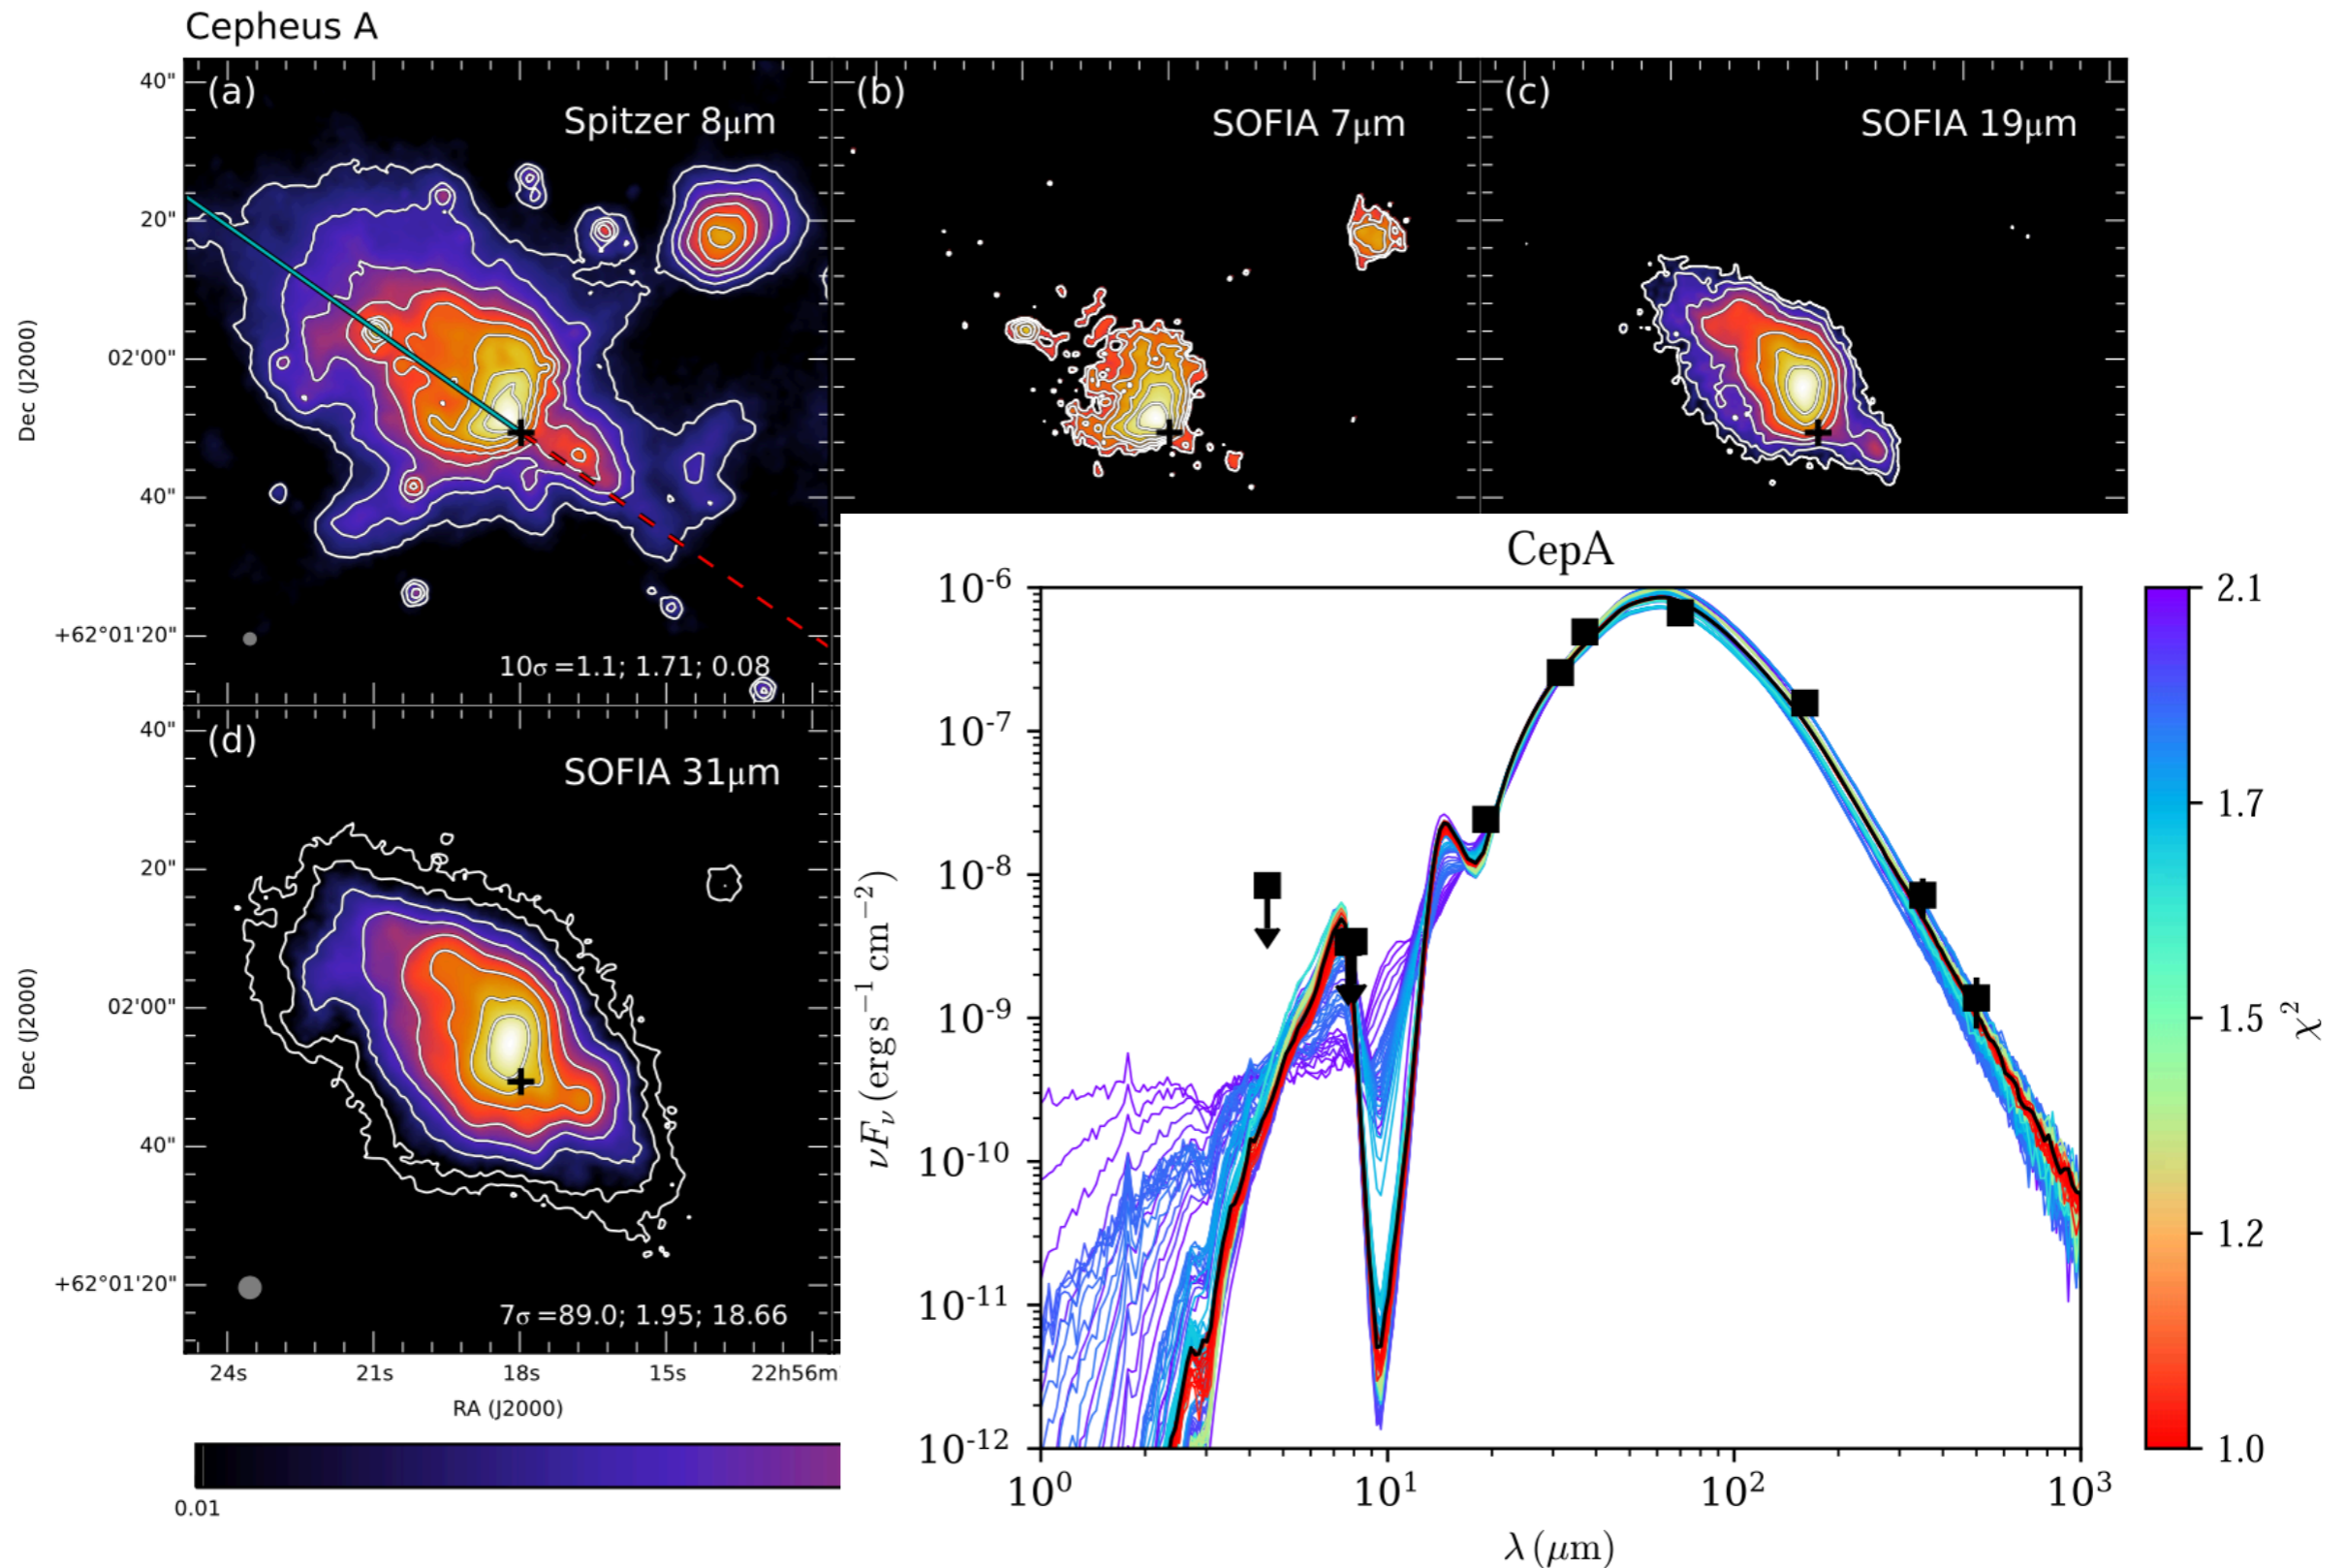 Cepheus A
(a)
Spitzer 8μm
(b)
SOFIA 7μm
(c)
SOFIA 19μm
40"
20"
02'00"
40"
+62°01'20"
Dec (J2000)
10σ =1.1; 1.71; 0.08
(d)
SOFIA 31μm
40"
20"
02'00"
40"
+62°01'20"
Dec (J2000)
7σ =89.0; 1.95; 18.66
24s 21s 18s 15s 22h56m
RA (J2000)
0.01
CepA
10⁻⁶
10⁻⁷
10⁻⁸
10⁻⁹
10⁻¹⁰
10⁻¹¹
10⁻¹²
νFν (erg s⁻¹ cm⁻²)
10⁰ 10¹ 10² 10³
λ (μm)
2.1
1.7
1.5
1.2
1.0
χ²